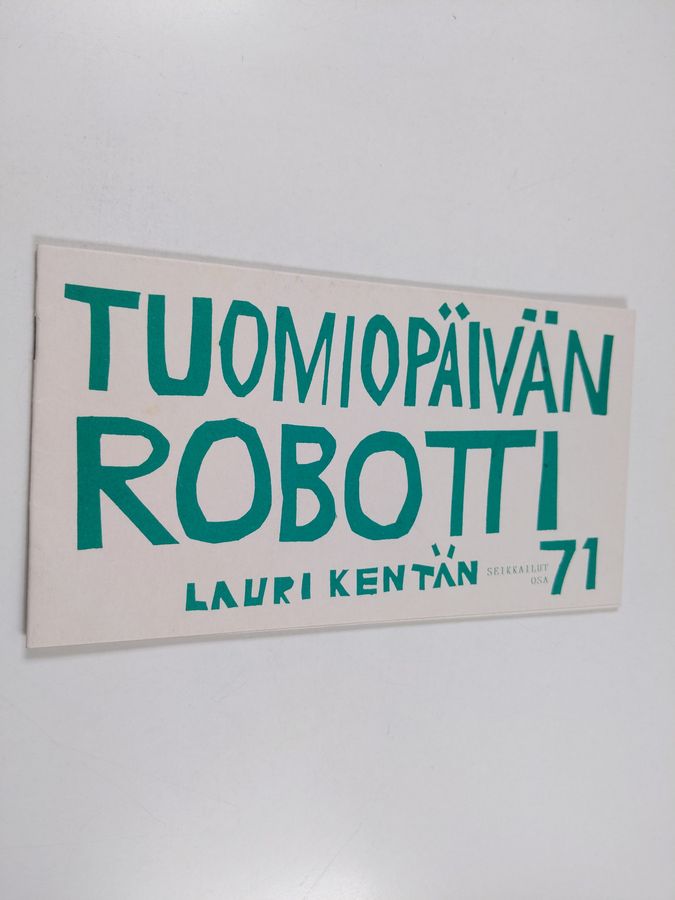 TUOMIOPÄIVÄN
ROBOTTI
LAURI KENTÄN SEIKKAILUT
OSA 71